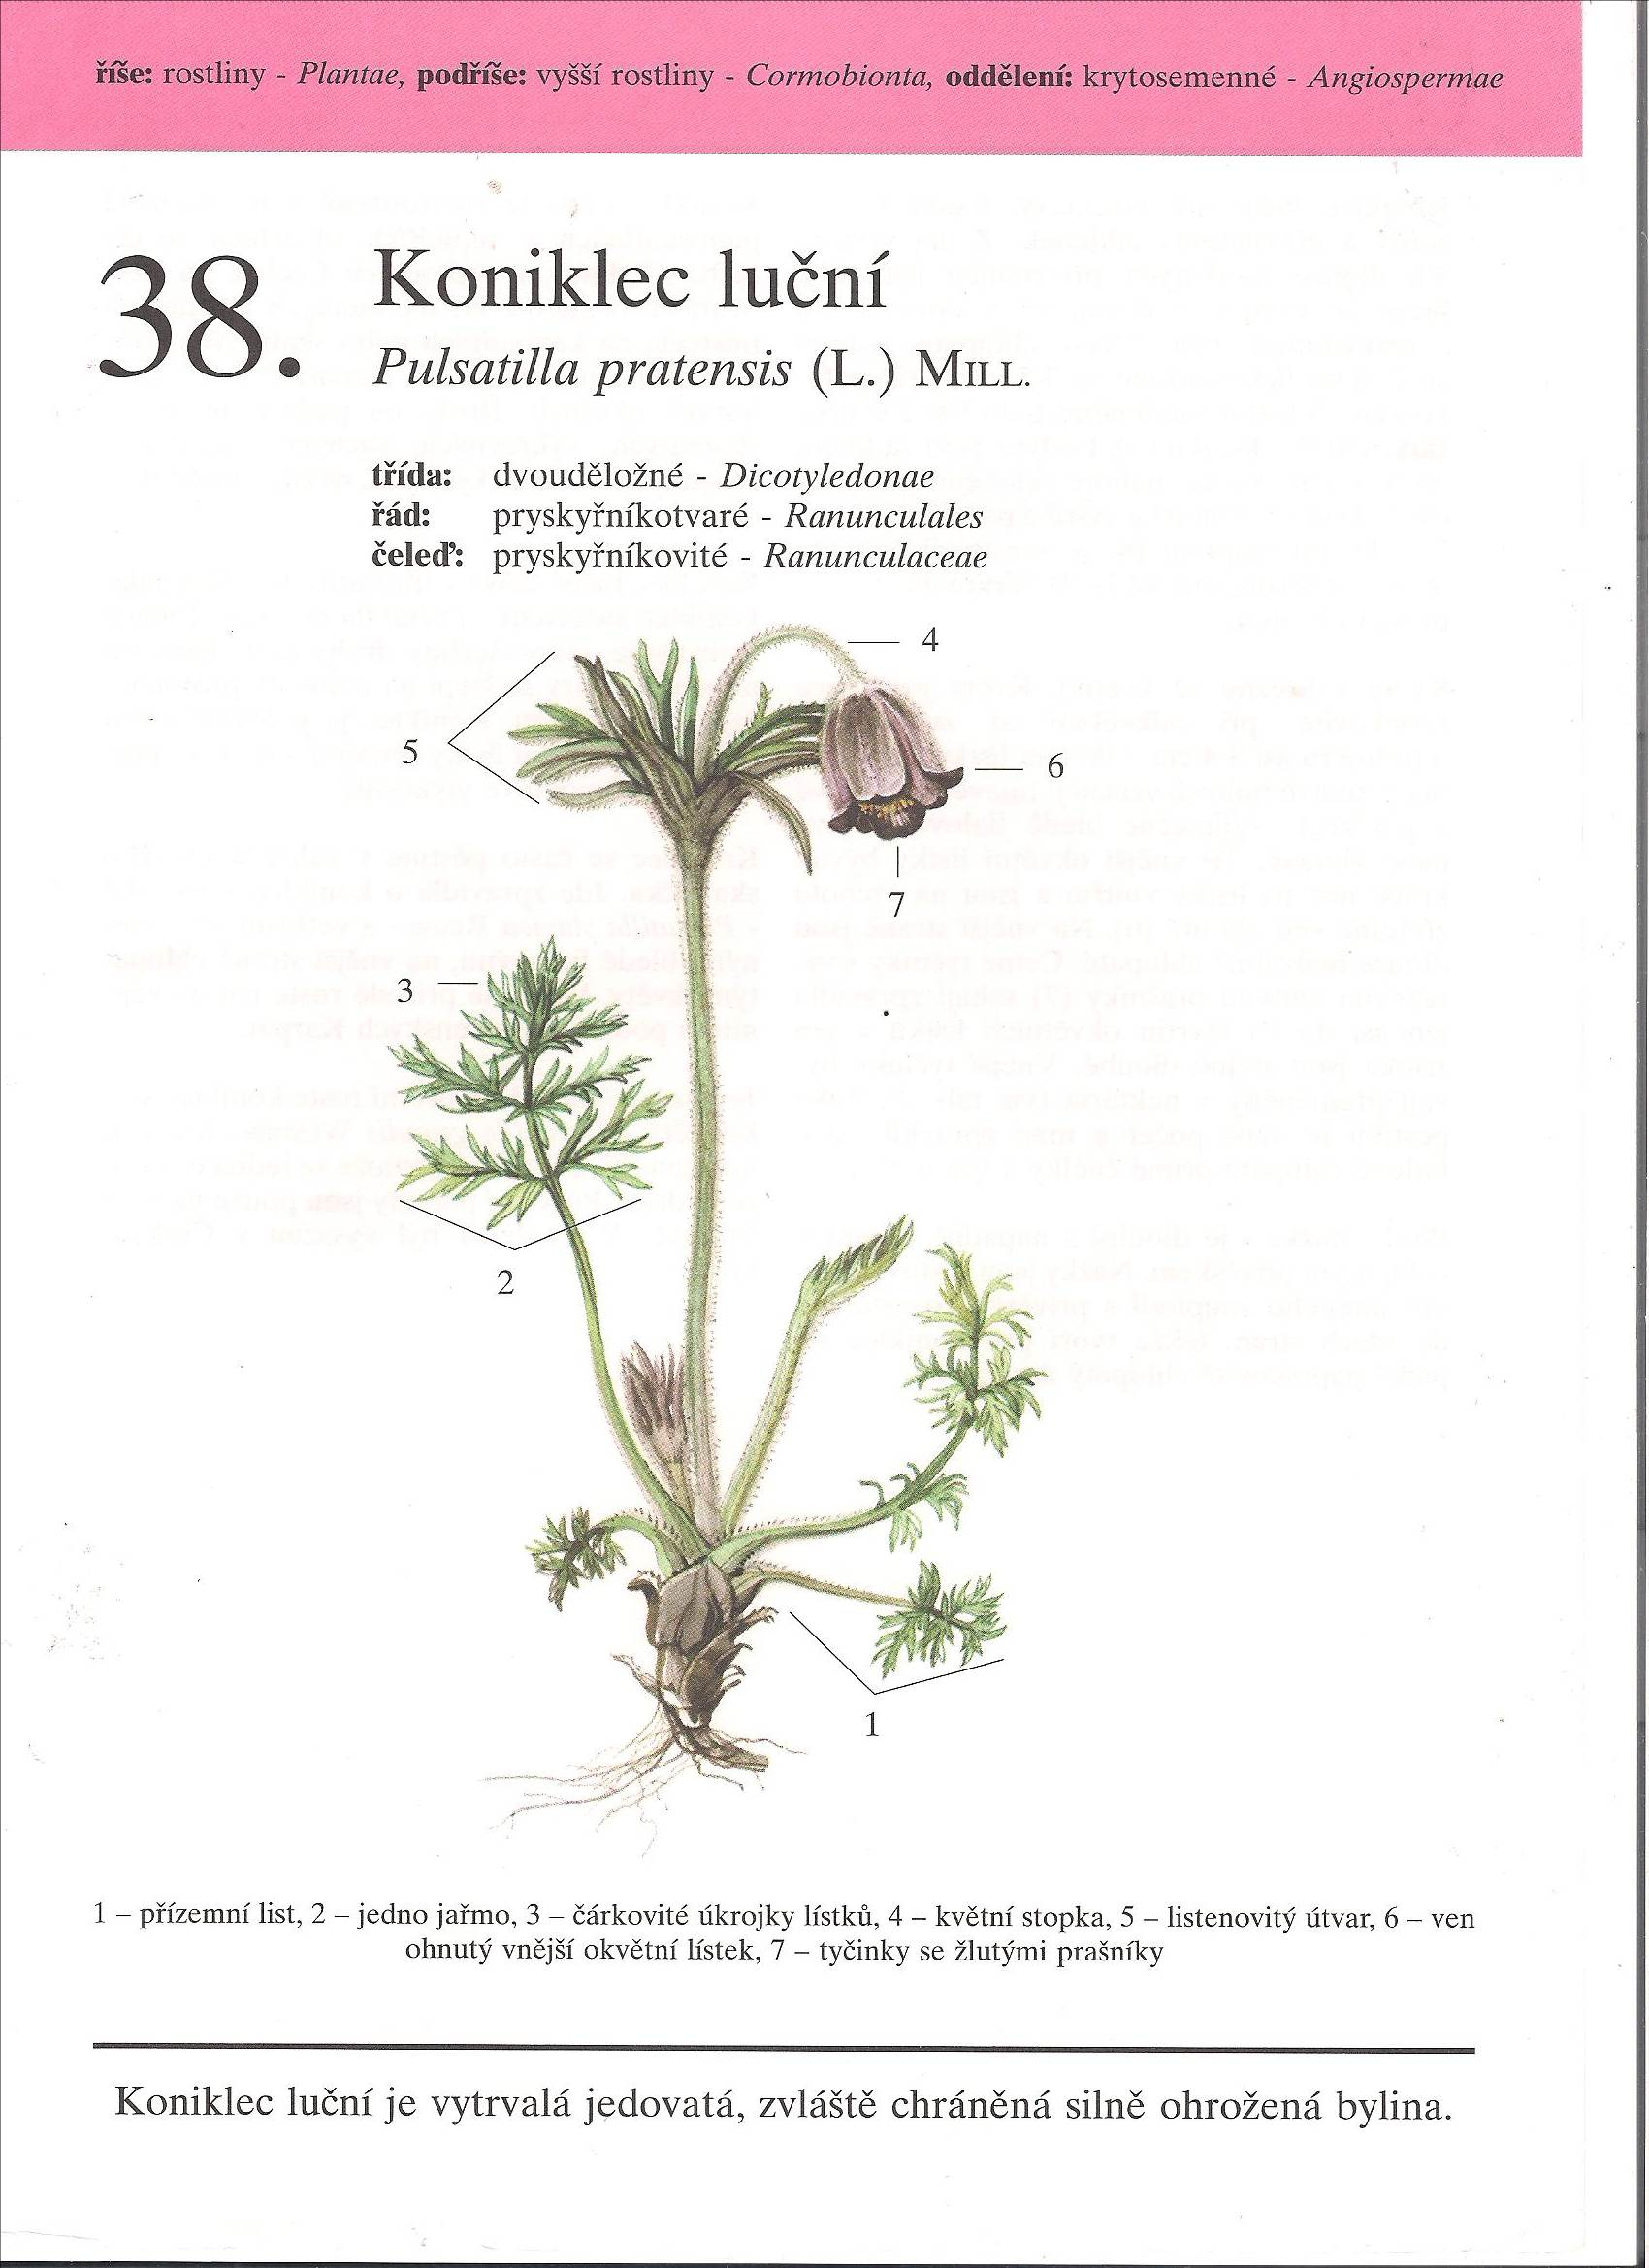 říše: rostliny - Plantae, podříše: vyšší rostliny - Cormobionta, oddělení: krytosemenné - Angiospermae
38.
Koniklec luční
Pulsatilla pratensis (L.) MILL.
třída: dvouděložné - Dicotyledonae
řád: pryskyřníkotvaré - Ranunculales
čeleď: pryskyřníkovité - Ranunculaceae
4
5
6
7
3
2
1
1 – přízemní list, 2 – jedno jařmo, 3 – čárkovité úkrojky lístků, 4 – květní stopka, 5 – listenovitý útvar, 6 – ven
ohnutý vnější okvětní lístek, 7 – tyčinky se žlutými prašníky
Koniklec luční je vytrvalá jedovatá, zvláště chráněná silně ohrožená bylina.